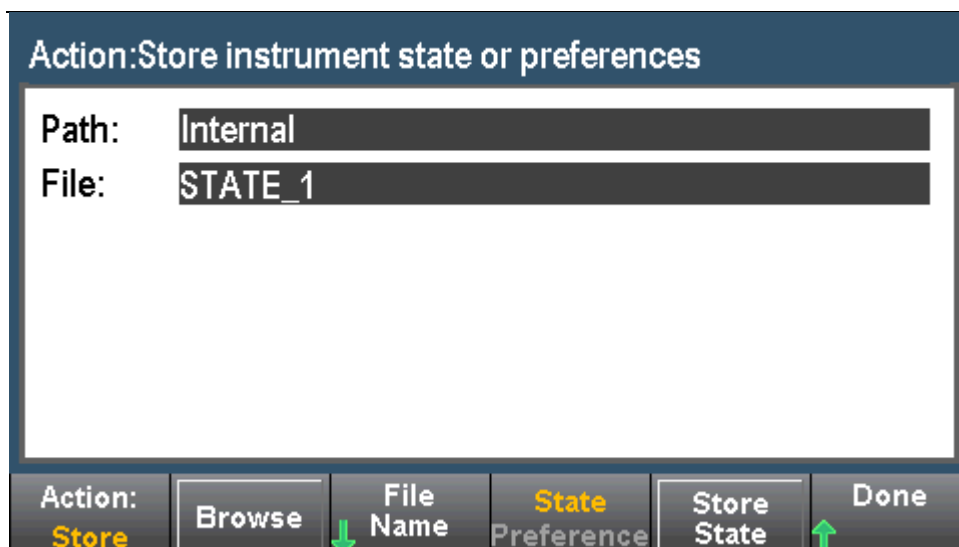 Action:Store instrument state or preferences
Path: Internal
File: STATE_1
Action:
Store
Browse
File
Name
State
Preference
Store
State
Done